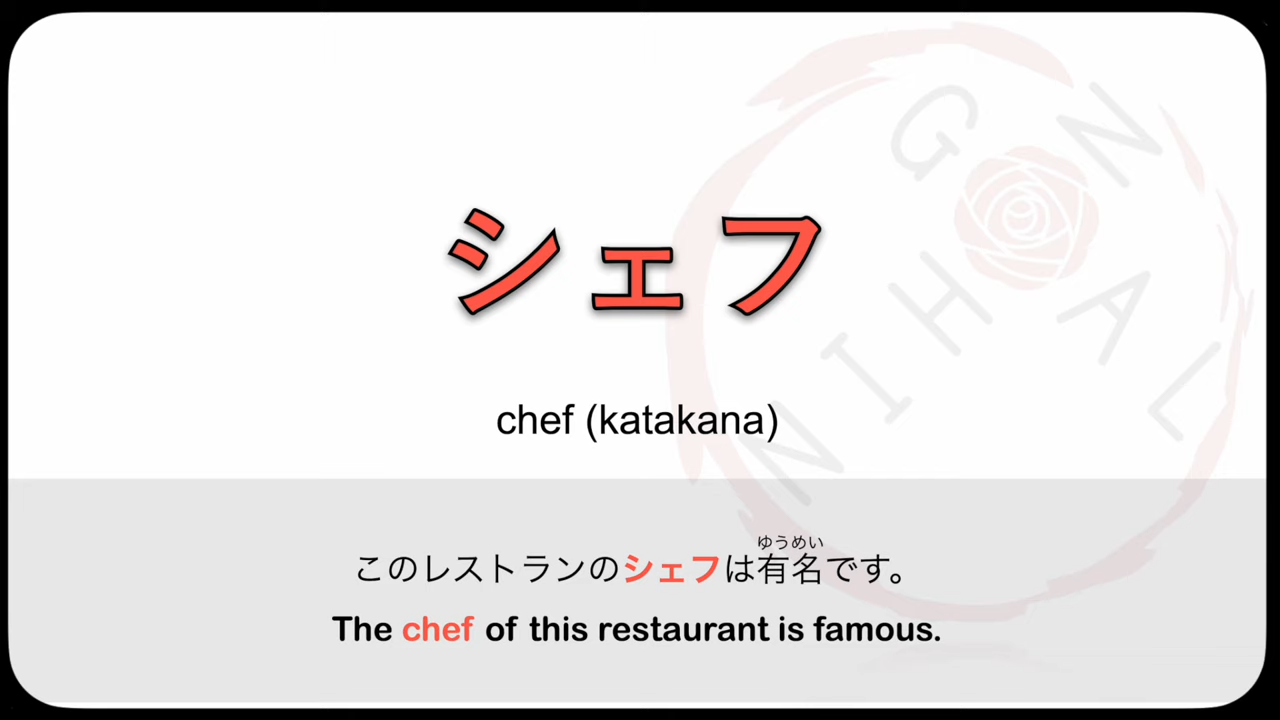 シェフ
chef (katakana)
ゆうめい
このレストランのシェフは有名です。
The chef of this restaurant is famous.
NIHONGAL